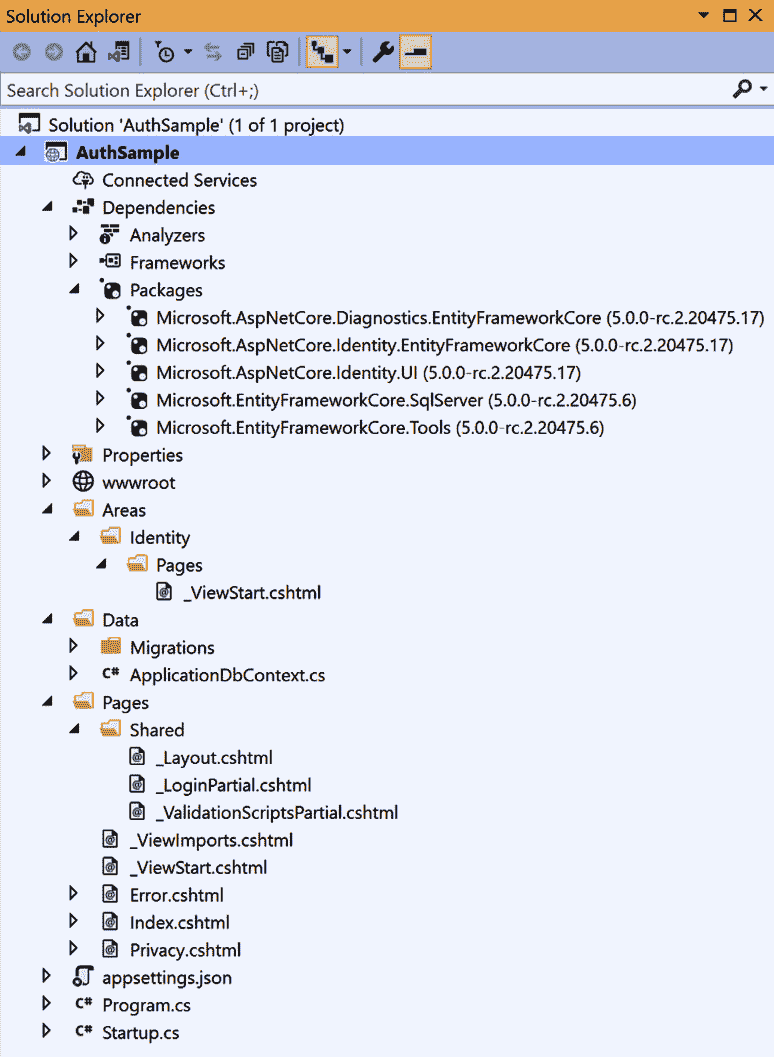 Solution Explorer
Search Solution Explorer (Ctrl+;)
Solution 'AuthSample' (1 of 1 project)
AuthSample
Connected Services
Dependencies
Analyzers
Frameworks
Packages
Microsoft.AspNetCore.Diagnostics.EntityFrameworkCore (5.0.0-rc.2.20475.17)
Microsoft.AspNetCore.Identity.EntityFrameworkCore (5.0.0-rc.2.20475.17)
Microsoft.AspNetCore.Identity.UI (5.0.0-rc.2.20475.17)
Microsoft.EntityFrameworkCore.SqlServer (5.0.0-rc.2.20475.6)
Microsoft.EntityFrameworkCore.Tools (5.0.0-rc.2.20475.6)
Properties
wwwroot
Areas
Identity
Pages
_ViewStart.cshtml
Data
Migrations
C# ApplicationDbContext.cs
Pages
Shared
_Layout.cshtml
_LoginPartial.cshtml
_ValidationScriptsPartial.cshtml
_ViewImports.cshtml
_ViewStart.cshtml
Error.cshtml
Index.cshtml
Privacy.cshtml
appsettings.json
C# Program.cs
C# Startup.cs